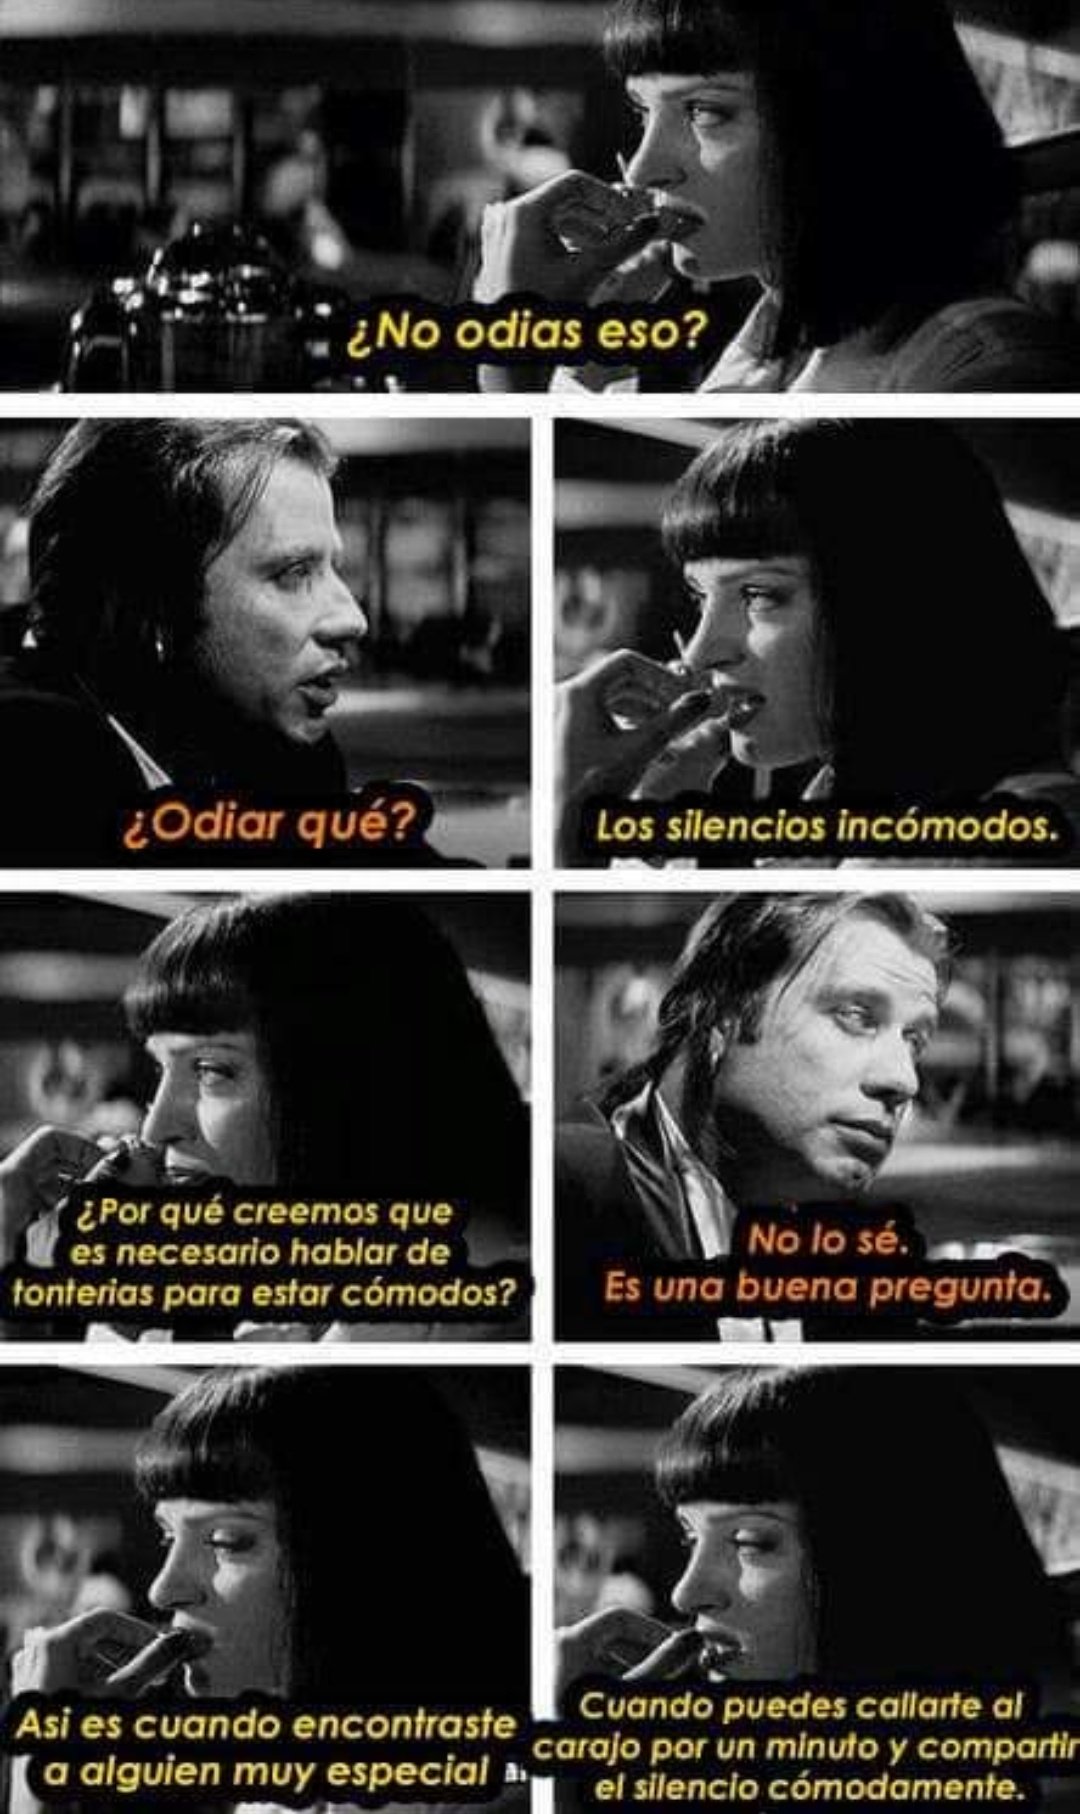 ¿No odias eso?
¿Odiar qué?
Los silencios incómodos.
¿Por qué creemos que
es necesario hablar de
tonterias para estar cómodos?
No lo sé.
Es una buena pregunta.
Asi es cuando encontraste
a alguien muy especial
Cuando puedes callarte al
carajo por un minuto y compartir
el silencio cómodamente.